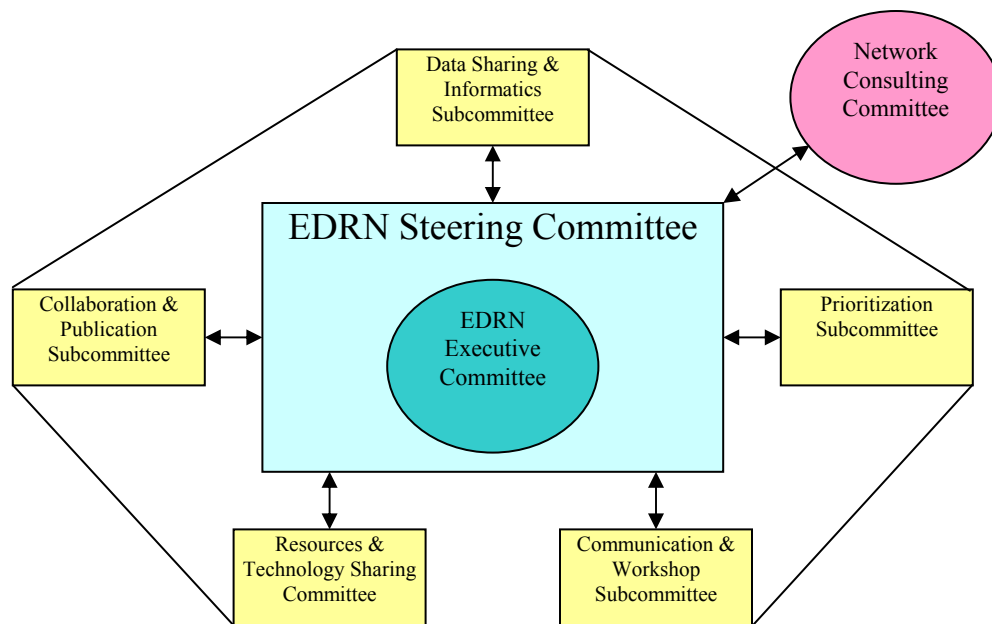 Data Sharing &
Informatics
Subcommittee
Network
Consulting
Committee
EDRN Steering Committee
Collaboration &
Publication
Subcommittee
EDRN
Executive
Committee
Prioritization
Subcommittee
Resources &
Technology Sharing
Committee
Communication &
Workshop
Subcommittee